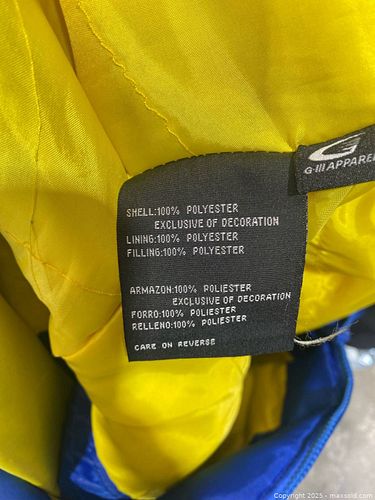 G-III APPAREL
SHELL:100% POLYESTER
EXCLUSIVE OF DECORATION
LINING:100% POLYESTER
FILLING:100% POLYESTER
ARMAZON:100% POLIESTER
EXCLUSIVE OF DECORATION
FORRO:100% POLIESTER
RELLENO:100% POLIESTER
CARE ON REVERSE
Copyright 2025 - maxsold.com